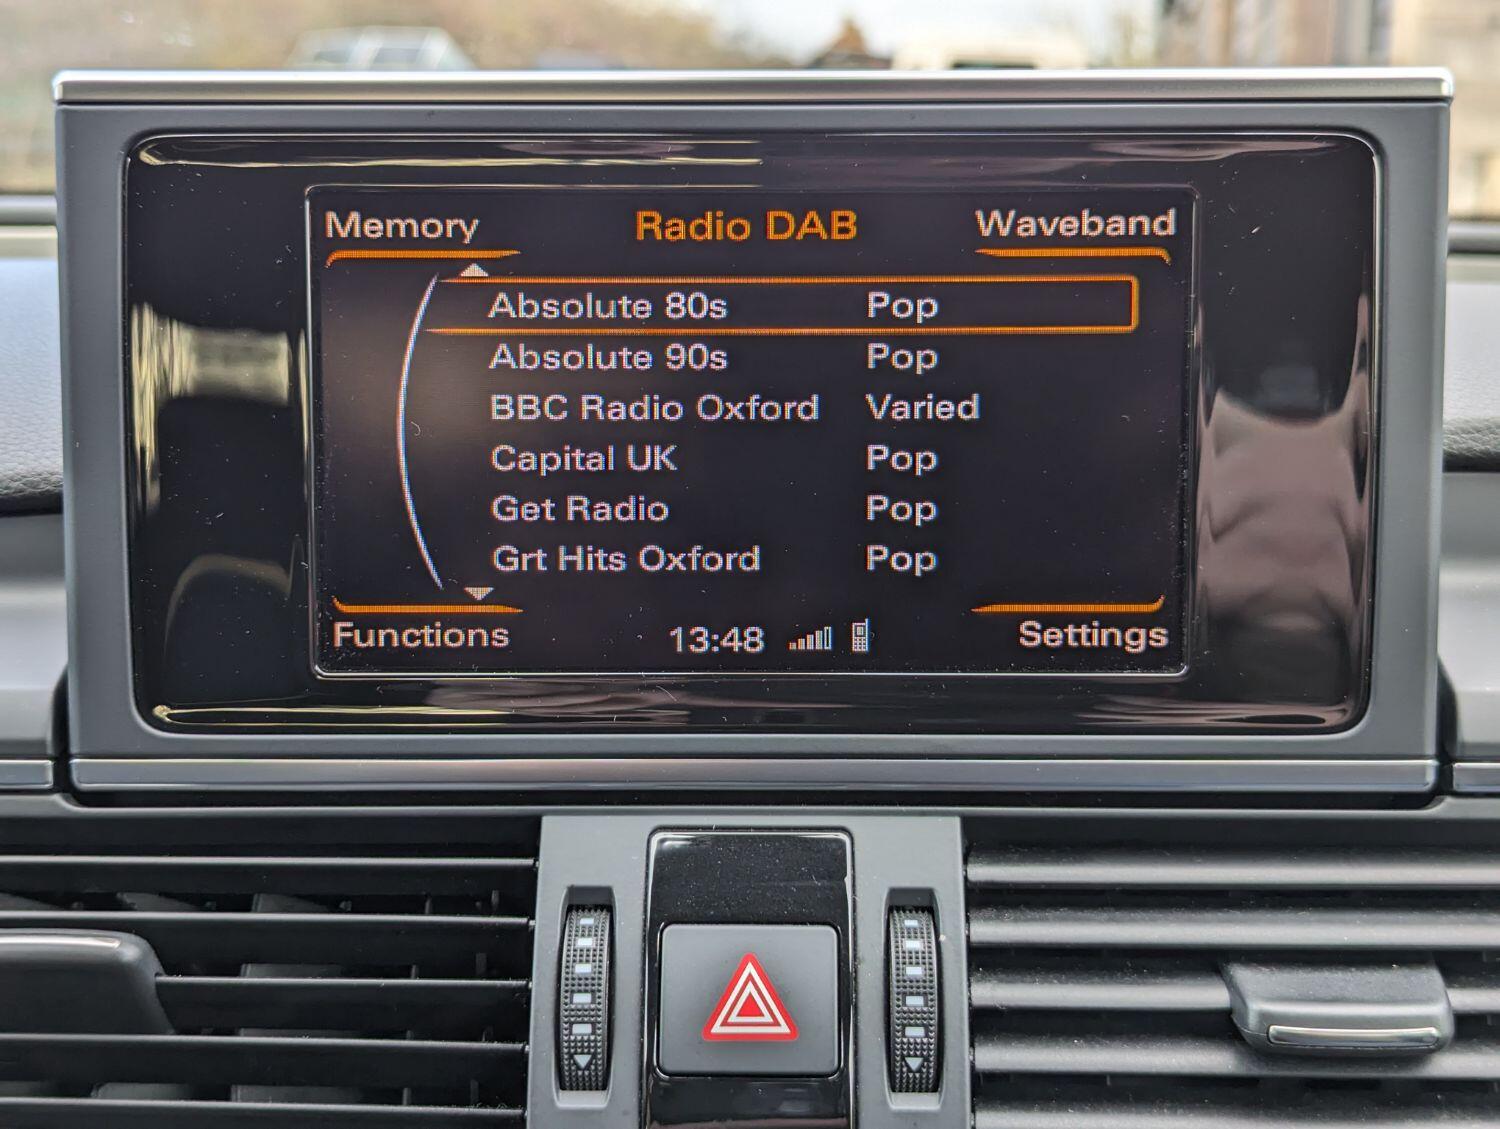 Memory Radio DAB Waveband
Absolute 80s Pop
Absolute 90s Pop
BBC Radio Oxford Varied
Capital UK Pop
Get Radio Pop
Grt Hits Oxford Pop
Functions 13:48 Settings